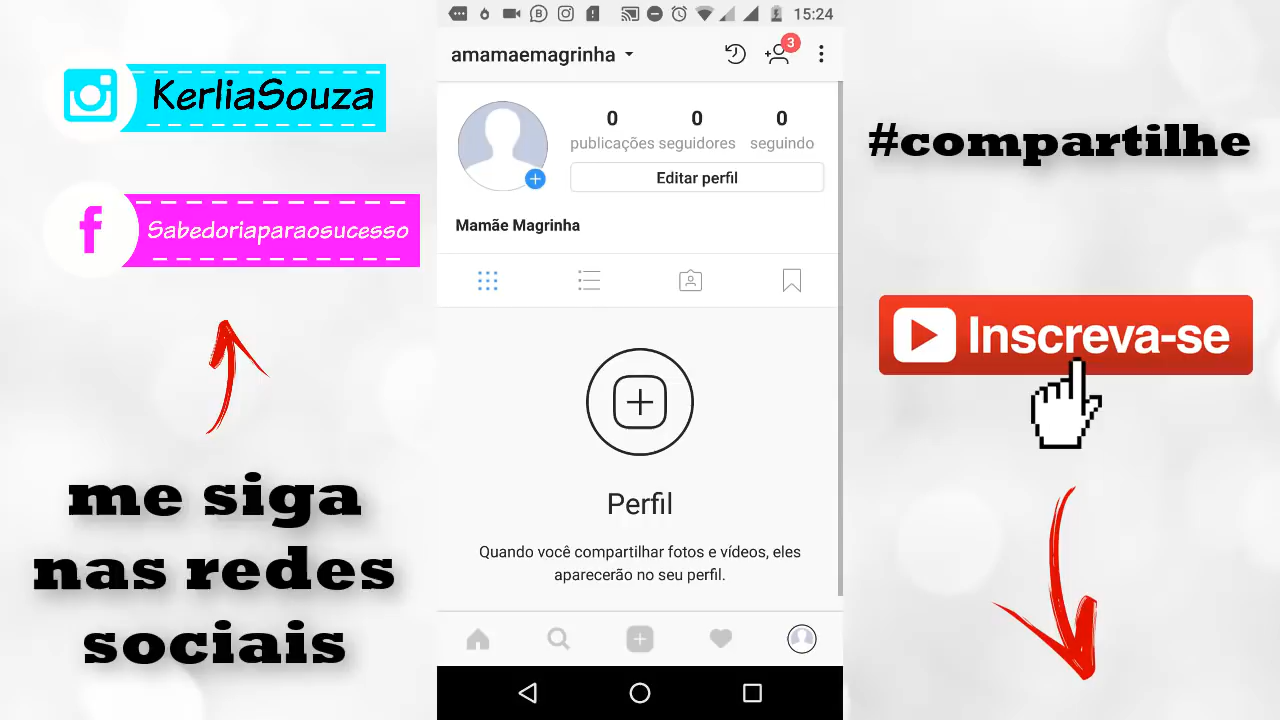 KerliaSouza
Sabedoriaparaosucesso
me siga
nas redes
sociais
15:24
amamaemagrinha
3
0 0 0
publicações seguidores seguindo
Editar perfil
Mamãe Magrinha
Perfil
Quando você compartilhar fotos e vídeos, eles
aparecerão no seu perfil.
#compartilhe
Inscreva-se